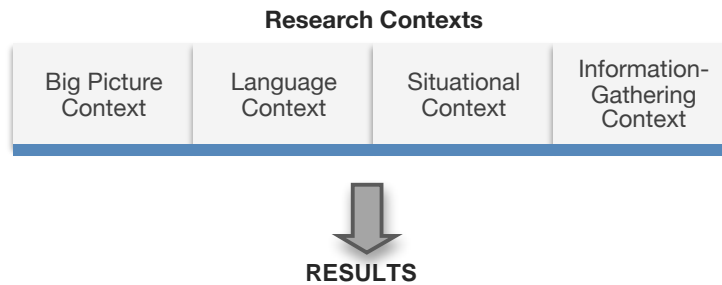 Research Contexts
Big Picture
Context
Language
Context
Situational
Context
Information-
Gathering
Context
RESULTS